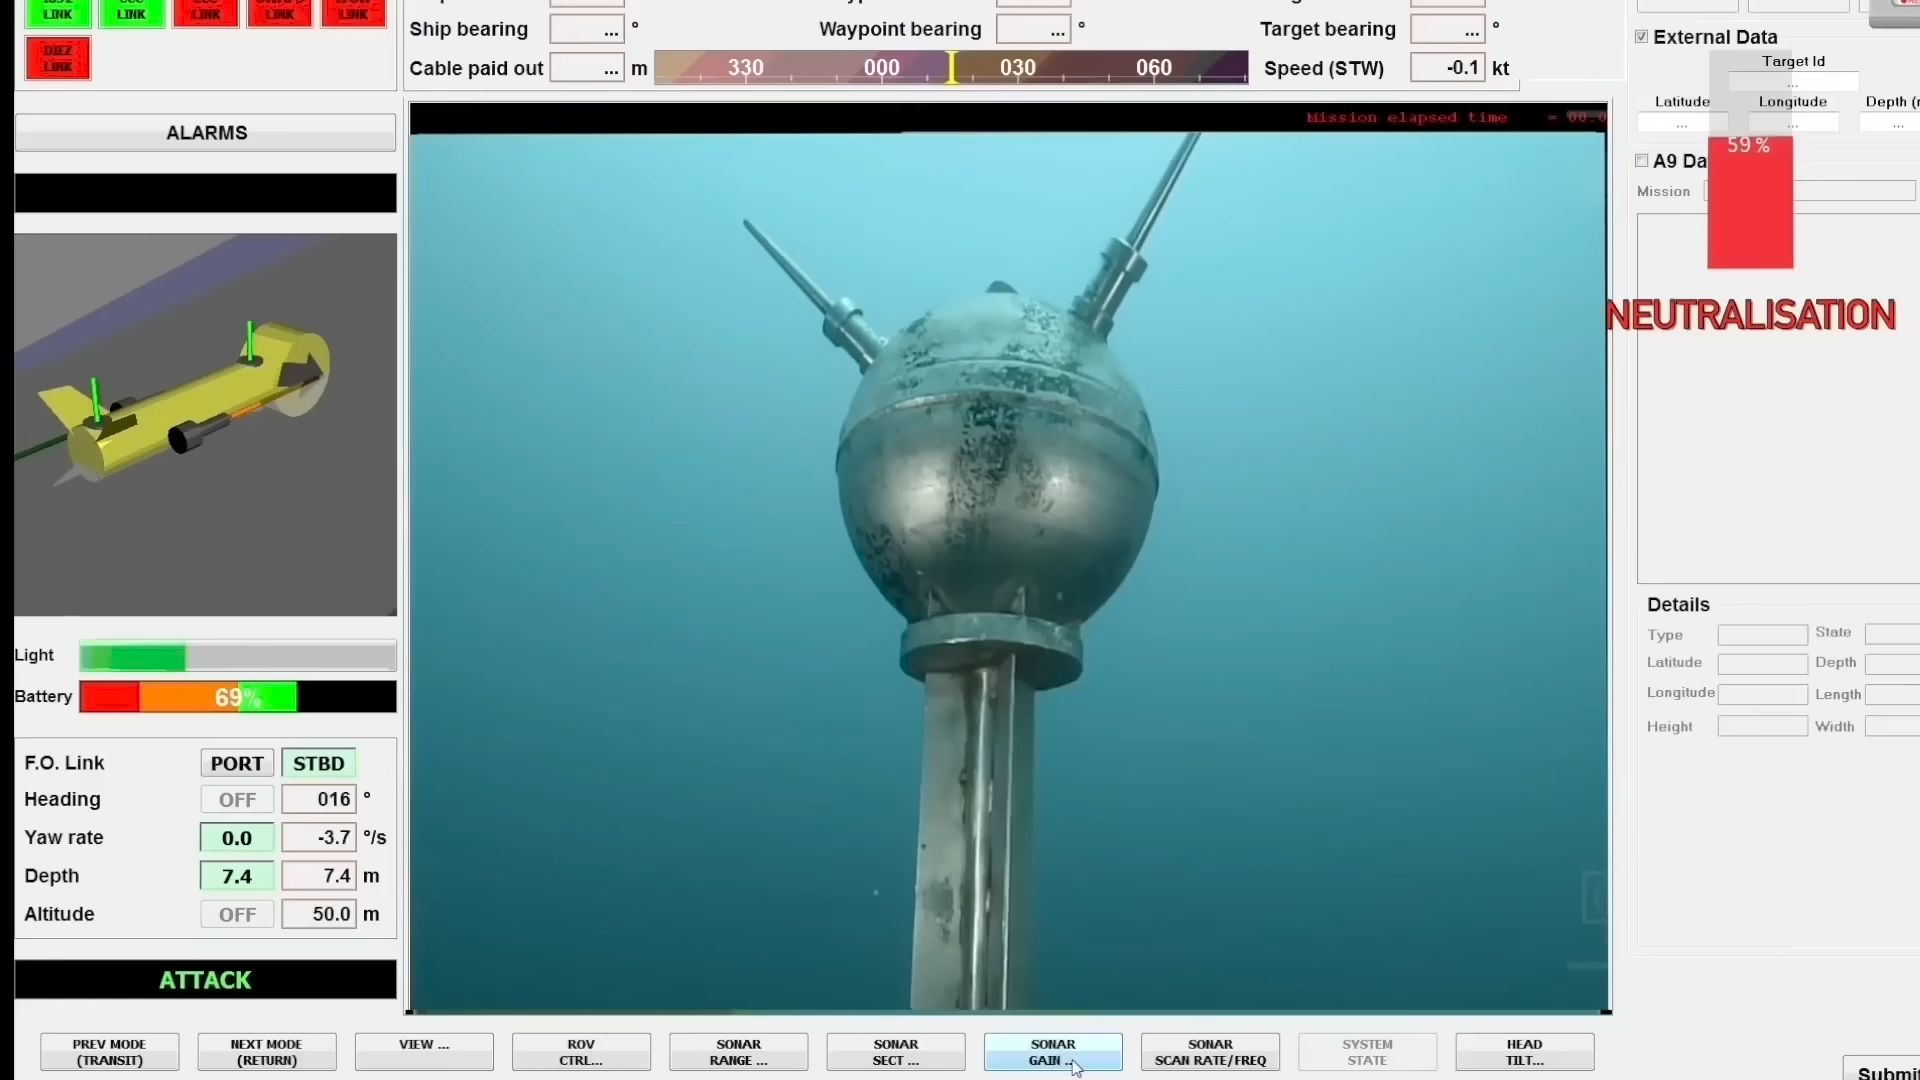 LINK
LINK
LINK
LINK
LINK
DIEZ
LINK
Ship bearing ... °
Waypoint bearing ... °
Target bearing ... °
Cable paid out ... m
330 000 030 060
Speed (STW) -0.1 kt
External Data
Target Id
...
Latitude Longitude Depth
... ... ...
59%
A9 Da
Mission
NEUTRALISATION
ALARMS
Mission elapsed time = 00.0
Light
Battery 69%
F.O. Link PORT STBD
Heading OFF 016 °
Yaw rate 0.0 -3.7 °/s
Depth 7.4 7.4 m
Altitude OFF 50.0 m
ATTACK
Details
Type State
Latitude Depth
Longitude Length
Height Width
PREV MODE
(TRANSIT)
NEXT MODE
(RETURN)
VIEW ...
ROV
CTRL...
SONAR
RANGE ...
SONAR
SECT ...
SONAR
GAIN ...
SONAR
SCAN RATE/FREQ
SYSTEM
STATE
HEAD
TILT...
Submit